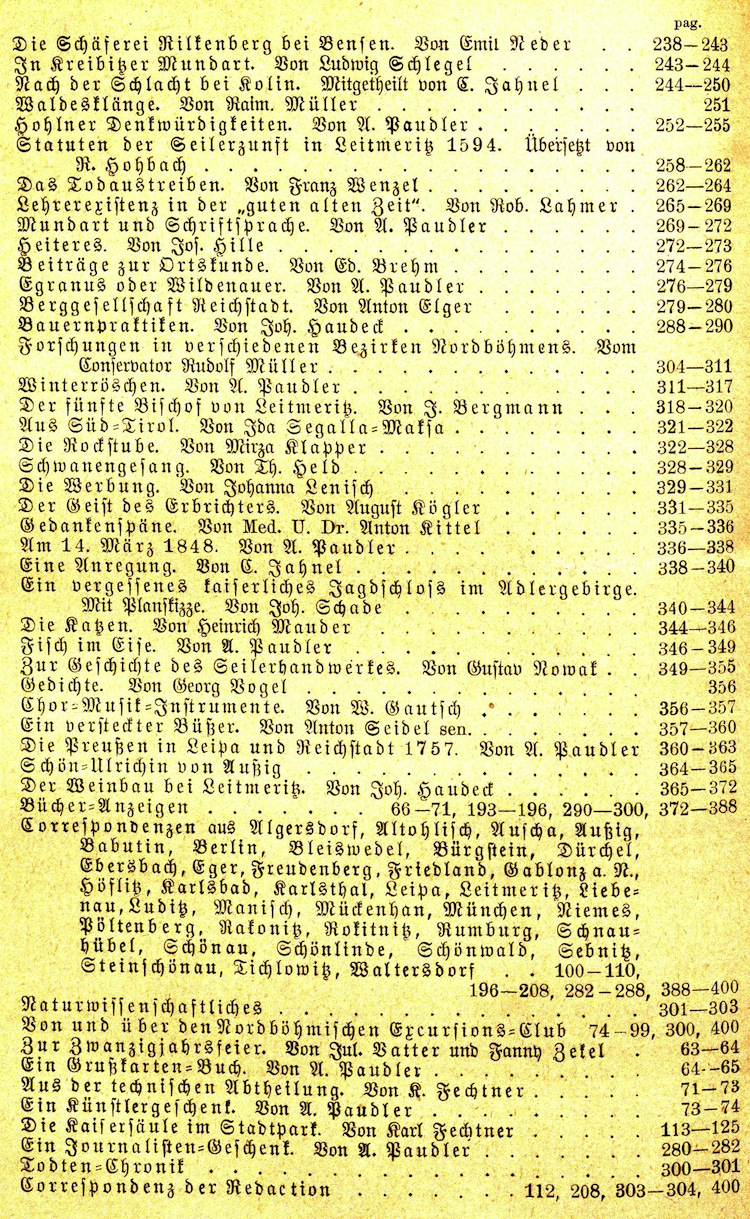 pag.
Die Schäferei Rilkenberg bei Bensen. Von Emil Neder . . 238—243
In Kreibitzer Mundart. Von Ludwig Schlegel . . . . 243—244
Nach der Schlacht bei Kolin. Mitgetheilt von C. Jahnel . . . 244—250
Waldesklänge. Von Raim. Müller . . . . . . . . . 251
Hohlner Denkwürdigkeiten. Von A. Paudler . . . . . . . 252—255
Statuten der Seilerzunft in Leitmeritz 1594. Übersetzt von
R. Hohbach . . . . . . . . . . . . . . 258—262
Das Todaustreiben. Von Franz Wenzel . . . . . . . . 262—264
Lehrerexistenz in der „guten alten Zeit“. Von Rob. Lahmer . 265—269
Mundart und Schriftsprache. Von A. Paudler . . . . . . 269—272
Heiteres. Von Jos. Hille . . . . . . . . . . . . 272—273
Beiträge zur Ortskunde. Von Ed. Brehm . . . . . . . 274—276
Egranus oder Wildenauer. Von A. Paudler . . . . . . . 276—279
Berggesellschaft Reichstadt. Von Anton Elger . . . . . . 279—280
Bauernpraktiken. Von Joh. Haudeck . . . . . . . . . 288—290
Forschungen in verschiedenen Bezirken Nordböhmens. Vom
Conservator Rudolf Müller . . . . . . . . . . . 304—311
Winterröschen. Von A. Paudler . . . . . . . . . . 311—317
Der fünfte Bischof von Leitmeritz. Von J. Bergmann . . . 318—320
Aus Süd-Tirol. Von Ida Segalla-Maksa . . . . . . . 321—322
Die Rockstube. Von Mirza Klapper . . . . . . . . . 322—328
Schwanengesang. Von Th. Held . . . . . . . . . . 328—329
Die Werbung. Von Johanna Lenisch . . . . . . . . . 329—331
Der Geist des Erbrichters. Von August Kögler . . . . . . 331—335
Gedankenspäne. Von Med. U. Dr. Anton Kittel . . . . . . 335—336
Am 14. März 1848. Von A. Paudler . . . . . . . . . 336—338
Eine Anregung. Von C. Jahnel . . . . . . . . . . 338—340
Ein vergessenes kaiserliches Jagdschloss im Adlergebirge.
Mit Planskizze. Von Joh. Schade . . . . . . . . . 340—344
Die Katzen. Von Heinrich Mauder . . . . . . . . . 344—346
Fisch im Eise. Von A. Paudler . . . . . . . . . . 346—349
Zur Geschichte des Seilerhandwerkes. Von Gustav Nowak . . 349—355
Gedichte. Von Georg Vogel . . . . . . . . . . . . 356
Chor-Musik-Instrumente. Von W. Gautsch . . . . . . . 356—357
Ein versteckter Büßer. Von Anton Seidel sen. . . . . . . 357—360
Die Preußen in Leipa und Reichstadt 1757. Von A. Paudler 360—363
Schön-Ulrichin von Außig . . . . . . . . . . . . 364—365
Der Weinbau bei Leitmeritz. Von Joh. Haudeck . . . . . . 365—372
Bücher-Anzeigen . . . . . . . 66—71, 193—196, 290—300, 372—388
Correspondenzen aus Algersdorf, Altohlisch, Auscha, Außig,
Babutin, Berlin, Bleiswedel, Bürgstein, Dürchel,
Ebersbach, Eger, Freudenberg, Friedland, Gablonz a. N.,
Höflitz, Karlsbad, Karlsthal, Leipa, Leitmeritz, Liebe-
nau, Luditz, Manisch, Mückenhan, München, Niemes,
Pöltenberg, Rakonitz, Rokitnitz, Rumburg, Schnau-
hübel, Schönau, Schönlinde, Schönwald, Sebnitz,
Steinschönau, Tichlowitz, Waltersdorf . . 100—110,
196—208, 282—288, 388—400
Naturwissenschaftliches . . . . . . . . . . . . . 301—303
Von und über den Nordböhmischen Excursions-Club 74—99, 300, 400
Zur Zwanzigjahrsfeier. Von Jul. Vatter und Fanny Zekel . 63—64
Ein Grußkarten-Buch. Von A. Paudler . . . . . . . . 64—65
Aus der technischen Abtheilung. Von K. Fechtner . . . . . 71—73
Ein Künstlergeschenk. Von A. Paudler . . . . . . . . 73—74
Die Kaisersäule im Stadtpark. Von Karl Fechtner . . . . . 113—125
Ein Journalisten-Geschenk. Von A. Paudler . . . . . . . 280—282
Todten-Chronik . . . . . . . . . . . . . . . 300—301
Correspondenz der Redaction . . . . . . . 112, 208, 303—304, 400